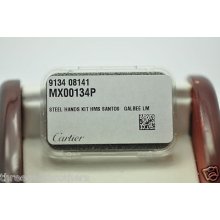 9134 08141
MX00134P
STEEL HANDS KIT HMS SANTOS GALBEE LM
Cartier